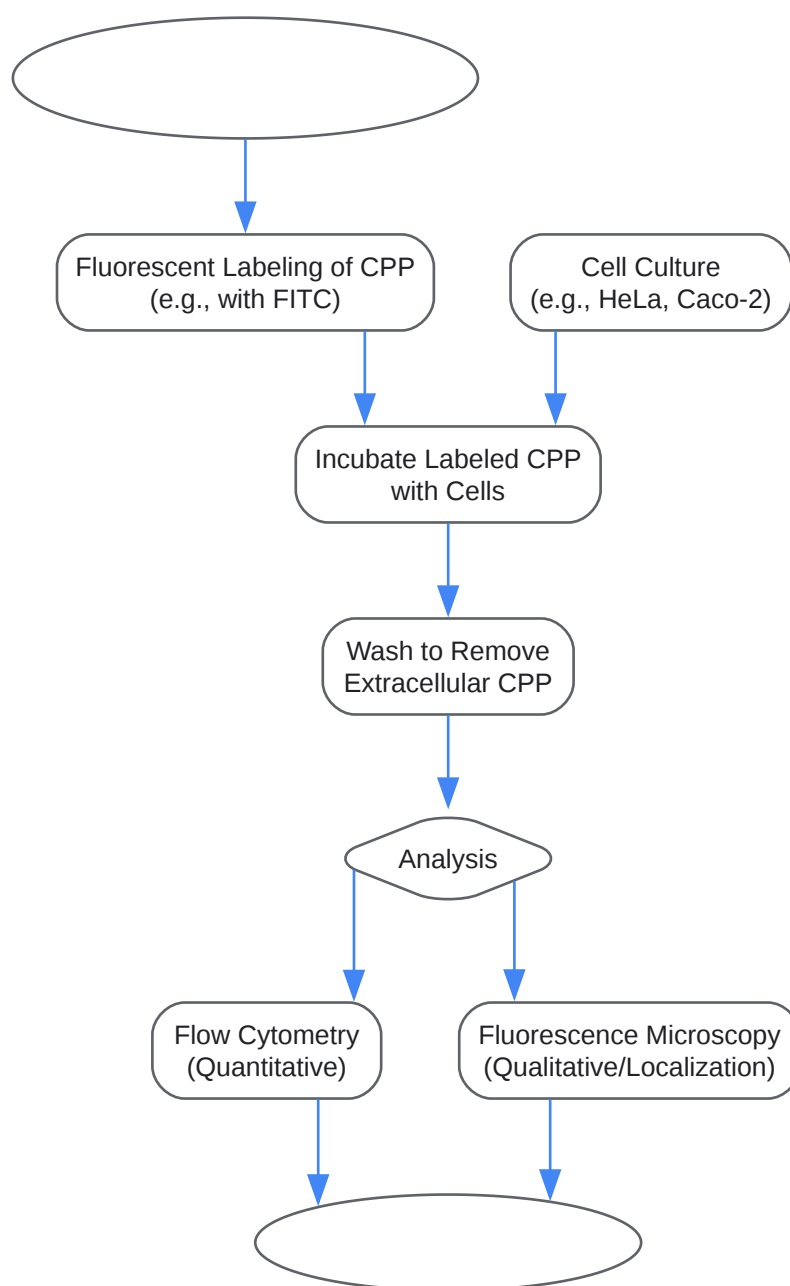 Fluorescent Labeling of CPP
(e.g., with FITC)
Cell Culture
(e.g., HeLa, Caco-2)
Incubate Labeled CPP
with Cells
Wash to Remove
Extracellular CPP
Analysis
Flow Cytometry
(Quantitative)
Fluorescence Microscopy
(Qualitative/Localization)